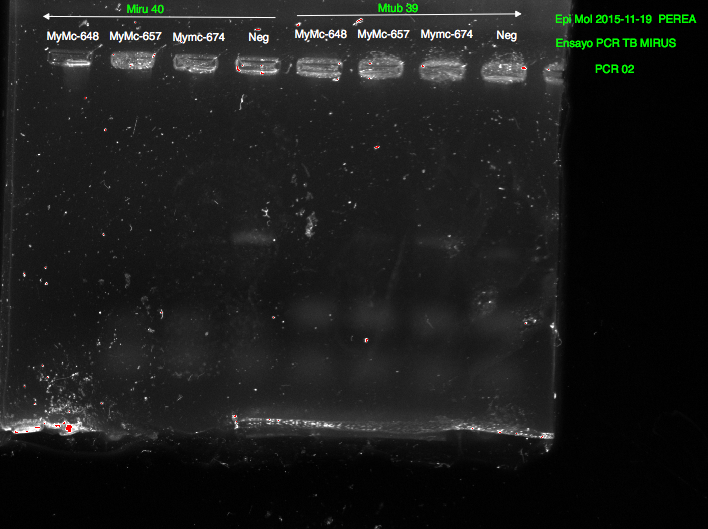 Miru 40
Mtub 39
Epi Mol 2015-11-19 PEREA
MyMc-648 MyMc-657 Mymc-674 Neg MyMc-648 MyMc-657 Mymc-674 Neg
Ensayo PCR TB MIRUS
PCR 02